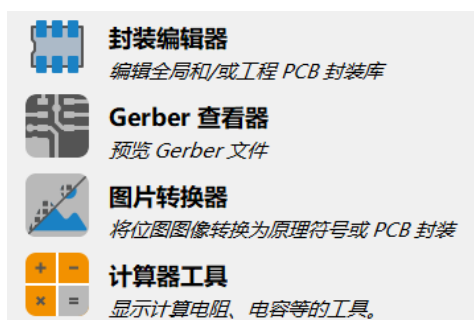 封装编辑器
编辑全局和/或工程 PCB 封装库
Gerber 查看器
预览 Gerber 文件
图片转换器
将位图图像转换为原理符号或 PCB 封装
计算器工具
显示计算电阻、电容等的工具。